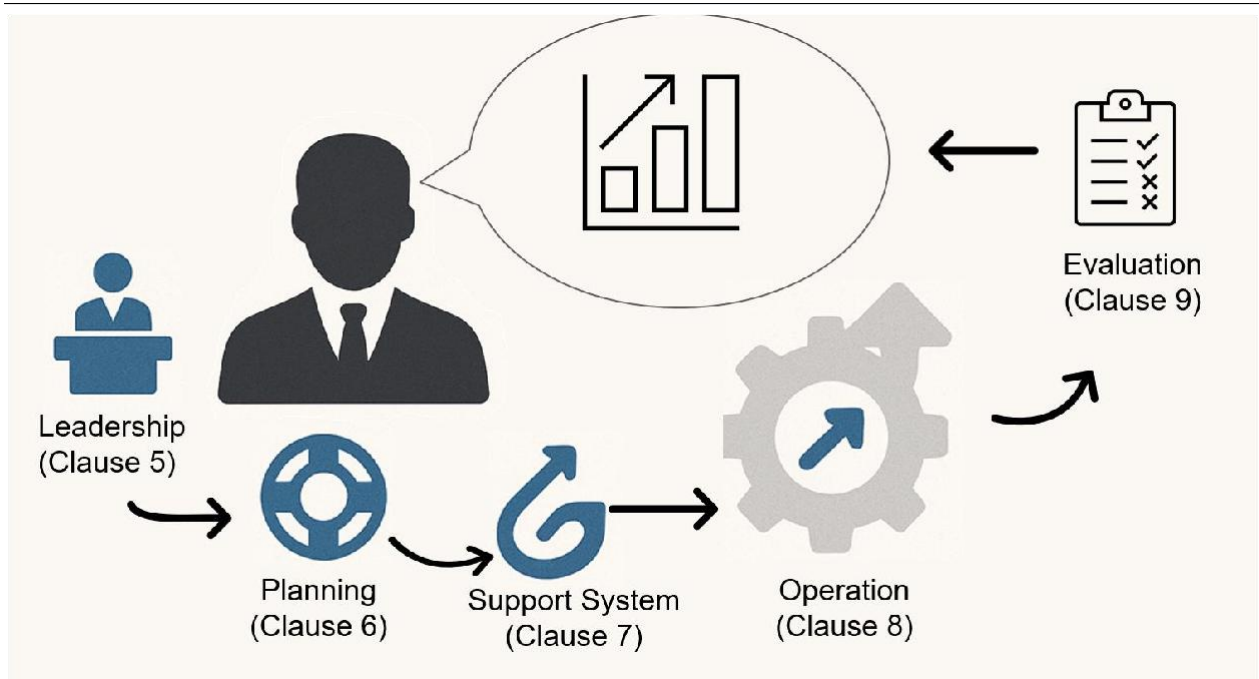 Leadership
(Clause 5)
Planning
(Clause 6)
Support System
(Clause 7)
Operation
(Clause 8)
Evaluation
(Clause 9)